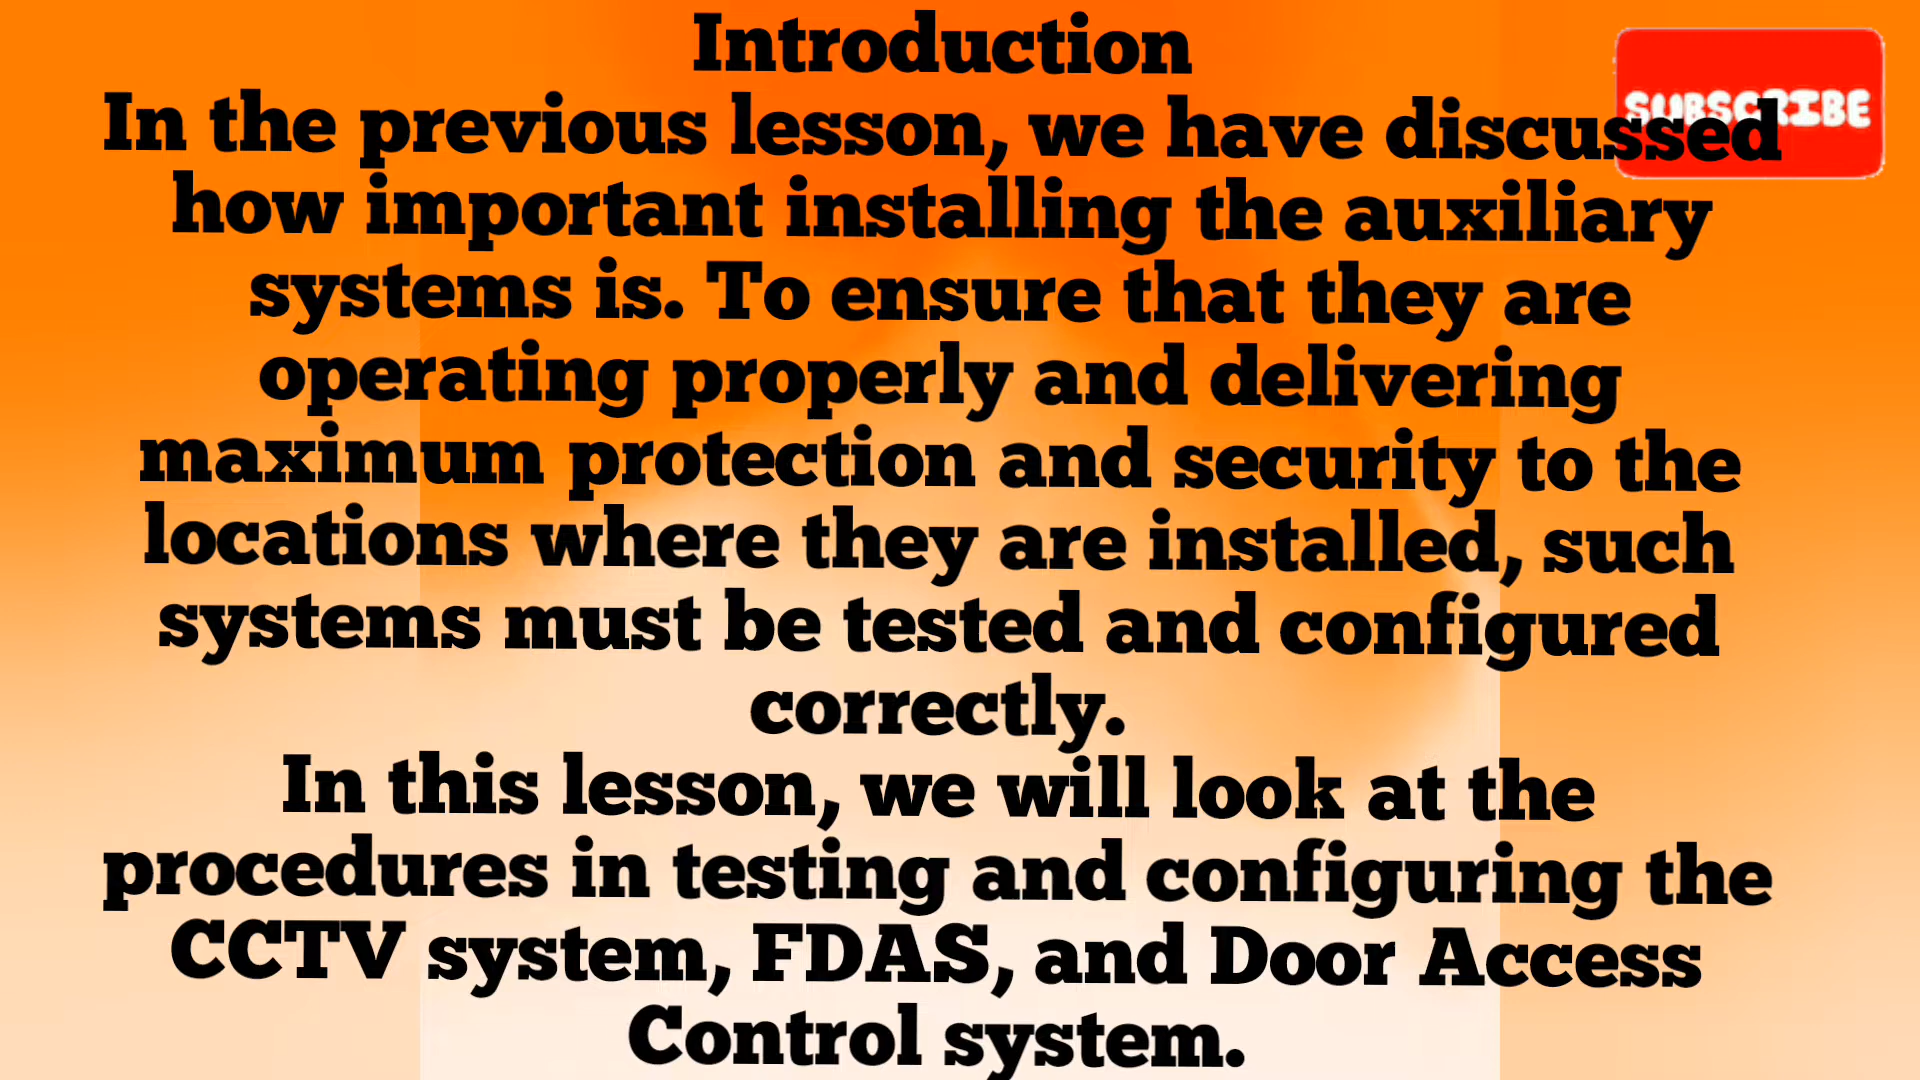 Introduction
In the previous lesson, we have discussed
SUBSCRIBE
how important installing the auxiliary
systems is. To ensure that they are
operating properly and delivering
maximum protection and security to the
locations where they are installed, such
systems must be tested and configured
correctly.
In this lesson, we will look at the
procedures in testing and configuring the
CCTV system, FDAS, and Door Access
Control system.